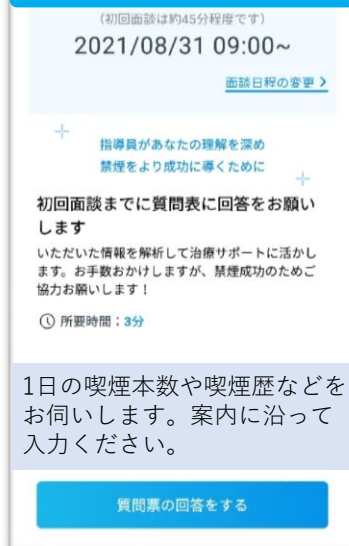 (初回面談は約45分程度です)
2021/08/31 09:00~
面談日程の変更 >
指導員があなたの理解を深め
禁煙をより成功に導くために
初回面談までに質問表に回答をお願い
します
いただいた情報を解析して治療サポートに活かし
ます。お手数おかけしますが、禁煙成功のためご
協力お願いします!
所要時間:3分
1日の喫煙本数や喫煙歴などを
お伺いします。案内に沿って
入力ください。
質問票の回答をする